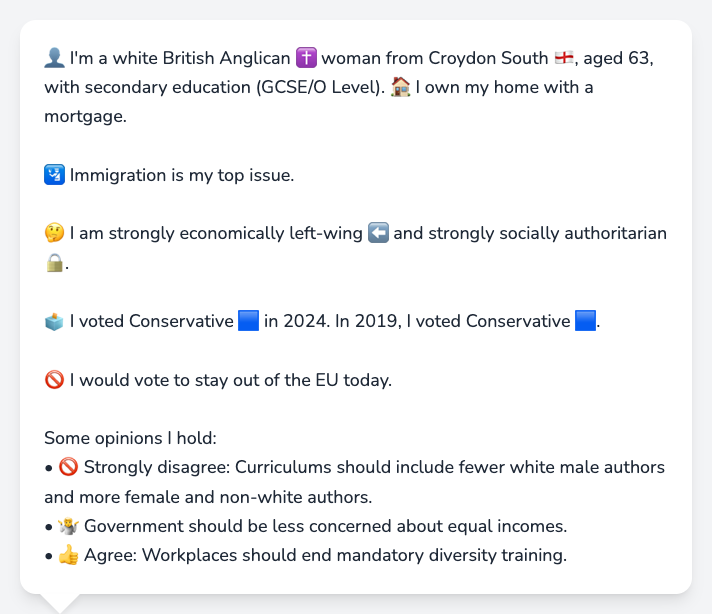 👤 I'm a white British Anglican ✝️ woman from Croydon South 🏴󠁧󠁢󠁥󠁮󠁧󠁿, aged 63,
with secondary education (GCSE/O Level). 🏠 I own my home with a
mortgage.
🛂 Immigration is my top issue.
🤔 I am strongly economically left-wing ⬅️ and strongly socially authoritarian
🔒.
🗳️ I voted Conservative 🟦 in 2024. In 2019, I voted Conservative 🟦.
🚫 I would vote to stay out of the EU today.
Some opinions I hold:
• 🚫 Strongly disagree: Curriculums should include fewer white male authors
and more female and non-white authors.
• 🤷 Government should be less concerned about equal incomes.
• 👍 Agree: Workplaces should end mandatory diversity training.